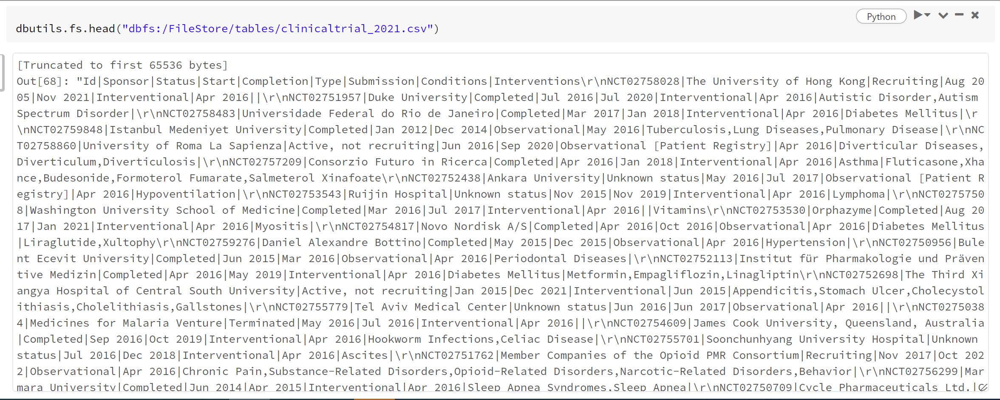 Python
dbutils.fs.head("dbfs:/FileStore/tables/clinicaltrial_2021.csv")
[Truncated to first 65536 bytes]
Out[68]: "Id|Sponsor|Status|Start|Completion|Type|Submission|Conditions|Interventions\r\nNCT02758028|The University of Hong Kong|Recruiting|Aug 20
05|Nov 2021|Interventional|Apr 2016||\r\nNCT02751957|Duke University|Completed|Jul 2016|Jul 2020|Interventional|Apr 2016|Autistic Disorder,Autism
Spectrum Disorder|\r\nNCT02758483|Universidade Federal do Rio de Janeiro|Completed|Mar 2017|Jan 2018|Interventional|Apr 2016|Diabetes Mellitus|\r
\nNCT02759848|Istanbul Medeniyet University|Completed|Jan 2012|Dec 2014|Observational|May 2016|Tuberculosis,Lung Diseases,Pulmonary Disease|\r\nNC
T02758860|University of Roma La Sapienza|Active, not recruiting|Jun 2016|Sep 2020|Observational [Patient Registry]|Apr 2016|Diverticular Diseases,
Diverticulum,Diverticulosis|\r\nNCT02757209|Consorzio Futuro in Ricerca|Completed|Apr 2016|Jan 2018|Interventional|Apr 2016|Asthma|Fluticasone,Xha
nce,Budesonide,Formoterol Fumarate,Salmeterol Xinafoate\r\nNCT02752438|Ankara University|Unknown status|May 2016|Jul 2017|Observational [Patient R
egistry]|Apr 2016|Hypoventilation|\r\nNCT02753543|Ruijin Hospital|Unknown status|Nov 2015|Nov 2019|Interventional|Apr 2016|Lymphoma|\r\nNCT0275750
8|Washington University School of Medicine|Completed|Mar 2016|Jul 2017|Interventional|Apr 2016||Vitamins\r\nNCT02753530|Orphazyme|Completed|Aug 20
17|Jan 2021|Interventional|Apr 2016|Myositis|\r\nNCT02754817|Novo Nordisk A/S|Completed|Apr 2016|Oct 2016|Observational|Apr 2016|Diabetes Mellitus
|Liraglutide,Xultophy\r\nNCT02759276|Daniel Alexandre Bottino|Completed|May 2015|Dec 2015|Observational|Apr 2016|Hypertension|\r\nNCT02750956|Bule
nt Ecevit University|Completed|Jun 2015|Mar 2016|Observational|Apr 2016|Periodontal Diseases|\r\nNCT02752113|Institut für Pharmakologie und Präven
tive Medizin|Completed|Apr 2016|May 2019|Interventional|Apr 2016|Diabetes Mellitus|Metformin,Empagliflozin,Linagliptin\r\nNCT02752698|The Third Xi
angya Hospital of Central South University|Active, not recruiting|Jan 2015|Dec 2021|Interventional|Jun 2015|Appendicitis,Stomach Ulcer,Cholecystol
ithiasis,Cholelithiasis,Gallstones|\r\nNCT02755779|Tel Aviv Medical Center|Unknown status|Jun 2016|Jun 2017|Observational|Apr 2016||\r\nNCT0275038
4|Medicines for Malaria Venture|Terminated|May 2016|Jul 2016|Interventional|Apr 2016||\r\nNCT02754609|James Cook University, Queensland, Australia
|Completed|Sep 2016|Oct 2019|Interventional|Apr 2016|Hookworm Infections,Celiac Disease|\r\nNCT02755701|Soonchunhyang University Hospital|Unknown
status|Jul 2016|Dec 2018|Interventional|Apr 2016|Ascites|\r\nNCT02751762|Member Companies of the Opioid PMR Consortium|Recruiting|Nov 2017|Oct 202
2|Observational|Apr 2016|Chronic Pain,Substance-Related Disorders,Opioid-Related Disorders,Narcotic-Related Disorders,Behavior|\r\nNCT02756299|Mar
mara University|Completed|Jun 2014|Apr 2015|Interventional|Apr 2016|Sleep Apnea Syndromes,Sleep Apnea|\r\nNCT02750709|Cycle Pharmaceuticals Ltd.|C